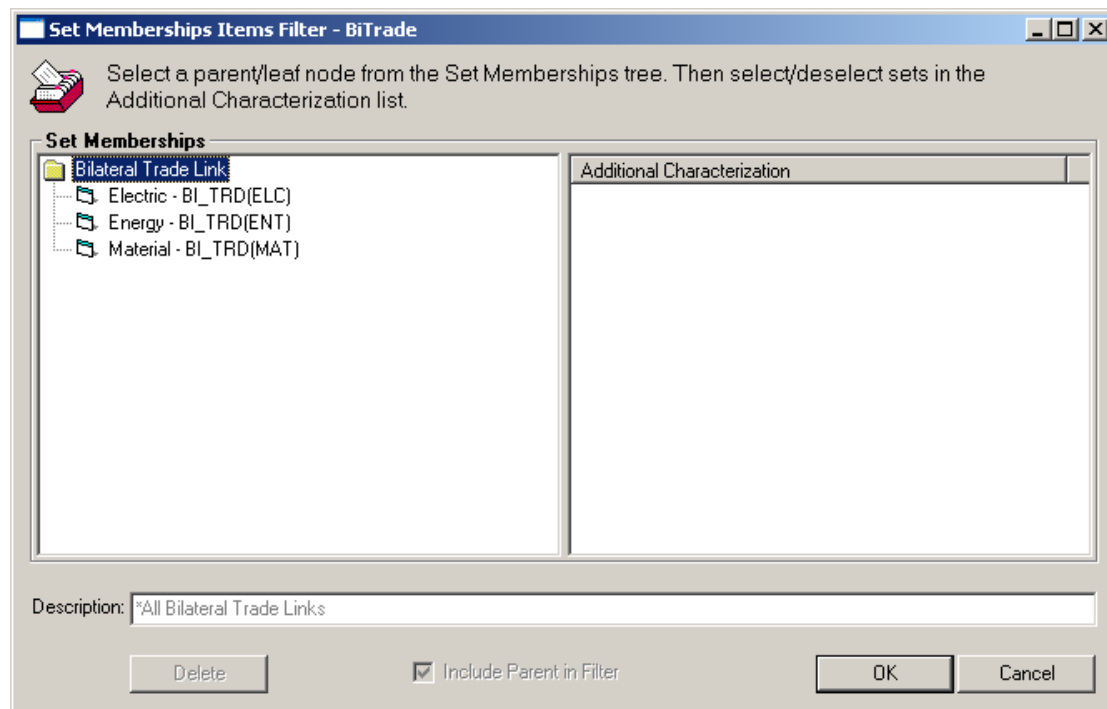 Set Memberships Items Filter - BiTrade
Select a parent/leaf node from the Set Memberships tree. Then select/deselect sets in the
Additional Characterization list.
Set Memberships
Bilateral Trade Link
Electric - BI_TRD(ELC)
Energy - BI_TRD(ENT)
Material - BI_TRD(MAT)
Additional Characterization
Description: *All Bilateral Trade Links
Delete
Include Parent in Filter
OK
Cancel